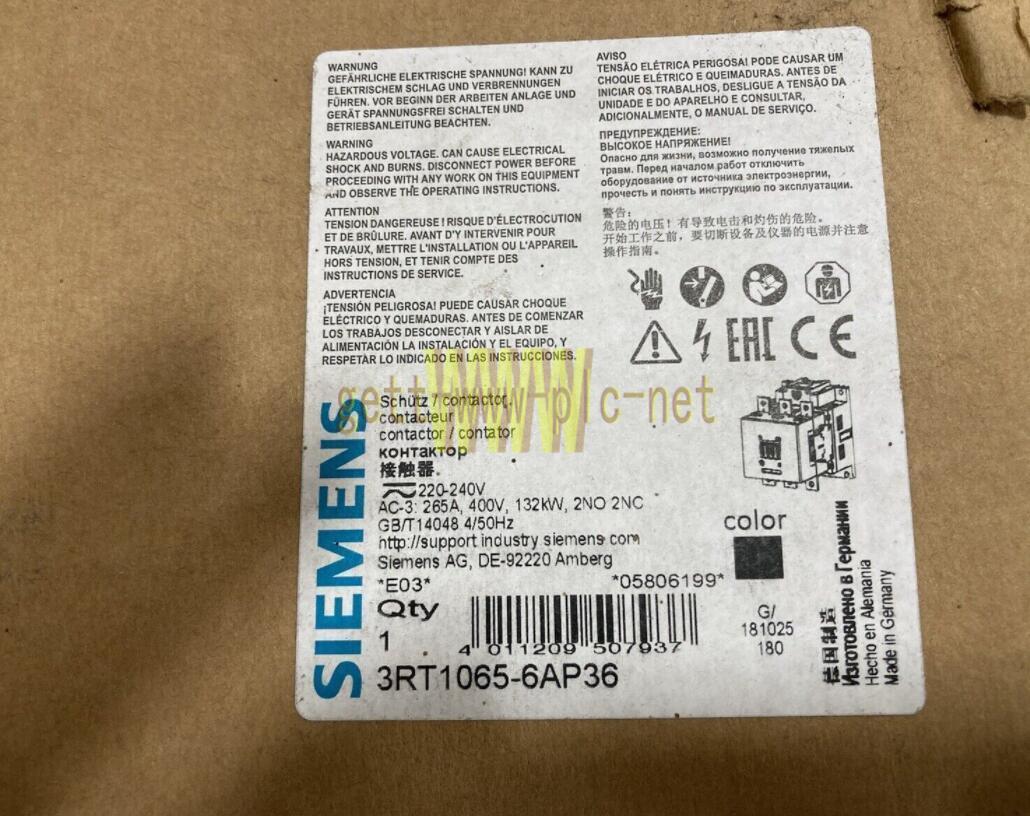 WARNUNG
GEFÄHRLICHE ELEKTRISCHE SPANNUNG! KANN ZU
ELEKTRISCHEM SCHLAG UND VERBRENNUNGEN
FÜHREN. VOR BEGINN DER ARBEITEN ANLAGE UND
GERÄT SPANNUNGSFREI SCHALTEN UND
BETRIEBSANLEITUNG BEACHTEN.
WARNING
HAZARDOUS VOLTAGE. CAN CAUSE ELECTRICAL
SHOCK AND BURNS. DISCONNECT POWER BEFORE
PROCEEDING WITH ANY WORK ON THIS EQUIPMENT
AND OBSERVE THE OPERATING INSTRUCTIONS.
ATTENTION
TENSION DANGEREUSE ! RISQUE D'ÉLECTROCUTION
ET DE BRÛLURE. AVANT D'Y INTERVENIR POUR
TRAVAUX, METTRE L'INSTALLATION OU L'APPAREIL
HORS TENSION, ET TENIR COMPTE DES
INSTRUCTIONS DE SERVICE.
ADVERTENCIA
¡TENSIÓN PELIGROSA! PUEDE CAUSAR CHOQUE
ELÉCTRICO Y QUEMADURAS. ANTES DE COMENZAR
LOS TRABAJOS DESCONECTAR Y AISLAR DE
ALIMENTACIÓN LA INSTALACIÓN Y EL EQUIPO, Y
RESPETAR LO INDICADO EN LAS INSTRUCCIONES.
AVISO
TENSÃO ELÉTRICA PERIGOSA! PODE CAUSAR UM
CHOQUE ELÉTRICO E QUEIMADURAS. ANTES DE
INICIAR OS TRABALHOS, DESLIGUE A TENSÃO DA
UNIDADE E DO APARELHO E CONSULTAR,
ADICIONALMENTE, O MANUAL DE SERVIÇO.
ПРЕДУПРЕЖДЕНИЕ:
ВЫСОКОЕ НАПРЯЖЕНИЕ!
Опасно для жизни, возможно получение тяжелых
травм. Перед началом работ отключить
оборудование от источника электроэнергии,
прочесть и понять инструкцию по эксплуатации.
警告:
危险的电压! 有导致电击和灼伤的危险。
开始工作之前, 要切断设备及仪器的电源并注意
操作指南。
EAC CE
SIEMENS
Schütz / contactor.
contacteur
contactor / contator
контактор
接触器。
220-240V
AC-3: 265A, 400V, 132kW, 2NO 2NC
GB/T14048 4/50Hz
http://support industry siemens com
Siemens AG, DE-92220 Amberg
*E03* *05806199*
color
Qty
1
4 011209 507937
3RT1065-6AP36
G/
181025
180
德国制造
Изготовлено в Германии
Hecho en Alemania
Made in Germany